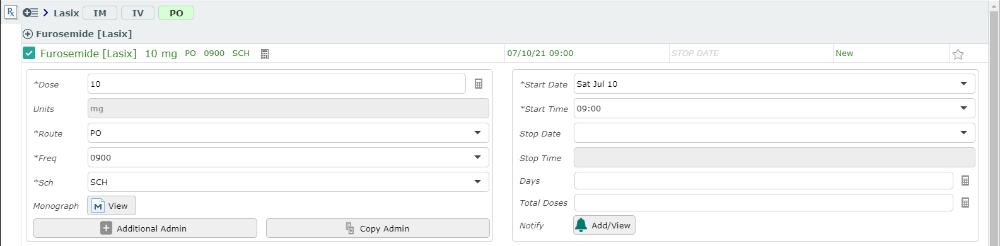 Rx Lasix IM IV PO
Furosemide [Lasix]
Furosemide [Lasix] 10 mg PO 0900 SCH 07/10/21 09:00 STOP DATE New
*Dose 10
Units mg
*Route PO
*Freq 0900
*Sch SCH
Monograph M View
Additional Admin Copy Admin
*Start Date Sat Jul 10
*Start Time 09:00
Stop Date
Stop Time
Days
Total Doses
Notify Add/View